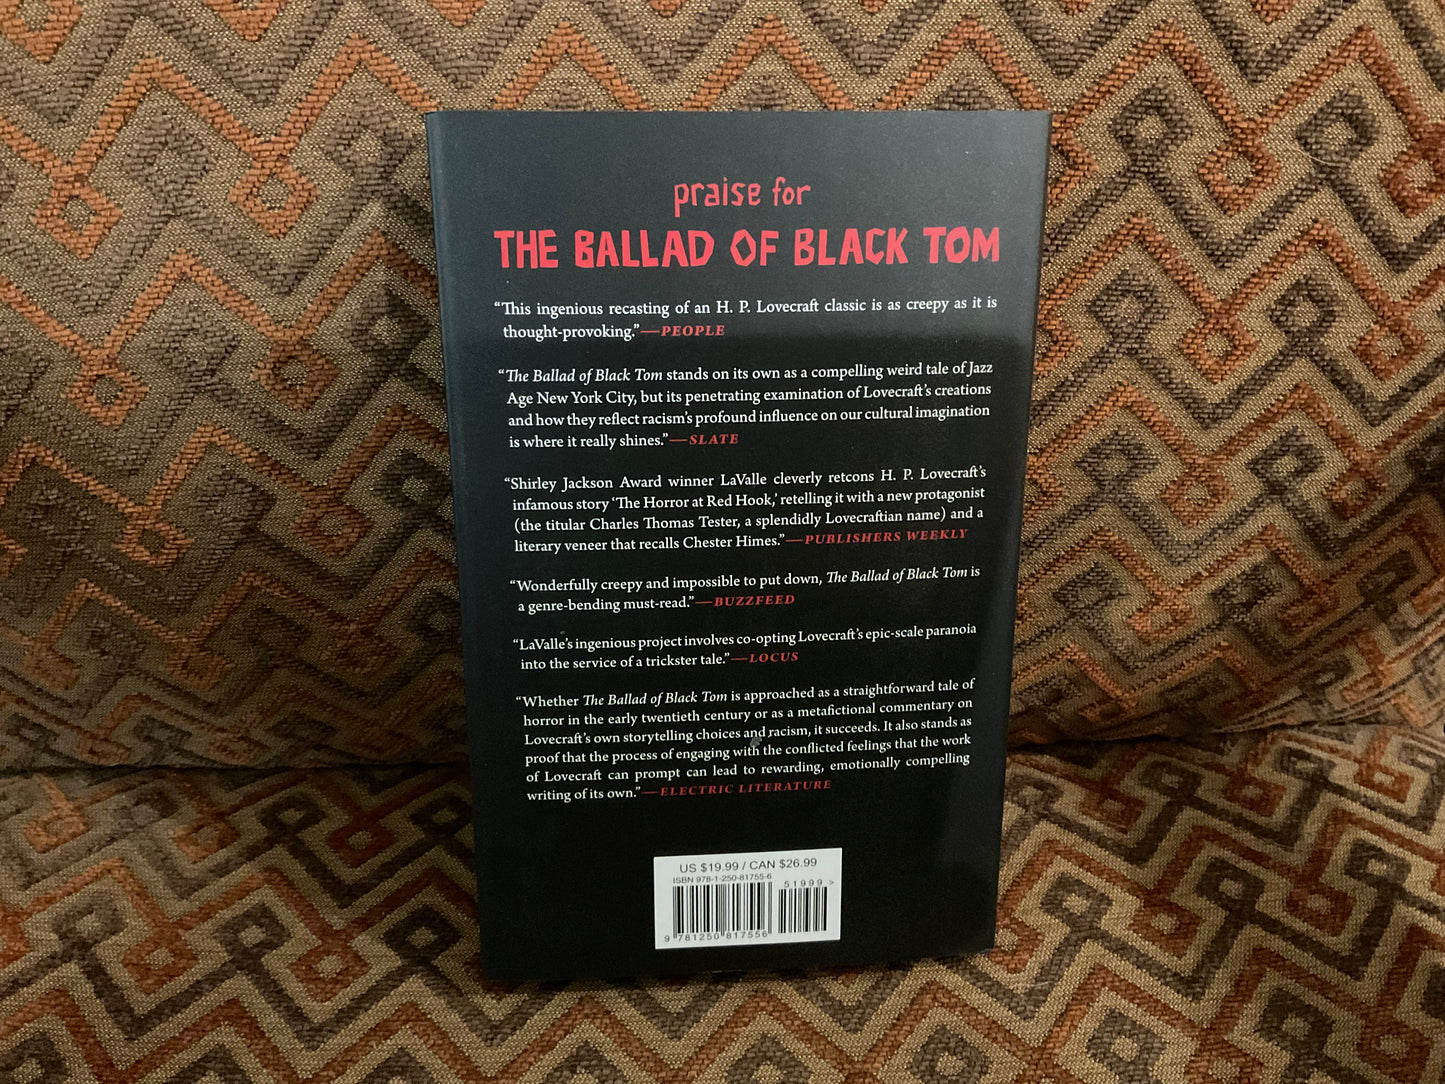 praise for
THE BALLAD OF BLACK TOM
“This ingenious recasting of an H. P. Lovecraft classic is as creepy as it is
thought-provoking.”—PEOPLE
“The Ballad of Black Tom stands on its own as a compelling weird tale of Jazz
Age New York City, but its penetrating examination of Lovecraft’s creations
and how they reflect racism’s profound influence on our cultural imagination
is where it really shines.”—SLATE
“Shirley Jackson Award winner LaValle cleverly retcons H. P. Lovecraft’s
infamous story ‘The Horror at Red Hook,’ retelling it with a new protagonist
(the titular Charles Thomas Tester, a splendidly Lovecraftian name) and a
literary veneer that recalls Chester Himes.”—PUBLISHERS WEEKLY
“Wonderfully creepy and impossible to put down, The Ballad of Black Tom is
a genre-bending must-read.”—BUZZFEED
“LaValle’s ingenious project involves co-opting Lovecraft’s epic-scale paranoia
into the service of a trickster tale.”—LOCUS
“Whether The Ballad of Black Tom is approached as a straightforward tale of
horror in the early twentieth century or as a metafictional commentary on
Lovecraft’s own storytelling choices and racism, it succeeds. It also stands as
proof that the process of engaging with the conflicted feelings that the work
of Lovecraft can prompt can lead to rewarding, emotionally compelling
writing of its own.”—ELECTRIC LITERATURE
US $19.99 / CAN $26.99
ISBN 978-1-250-81755-6
51999>
9 781250 817556